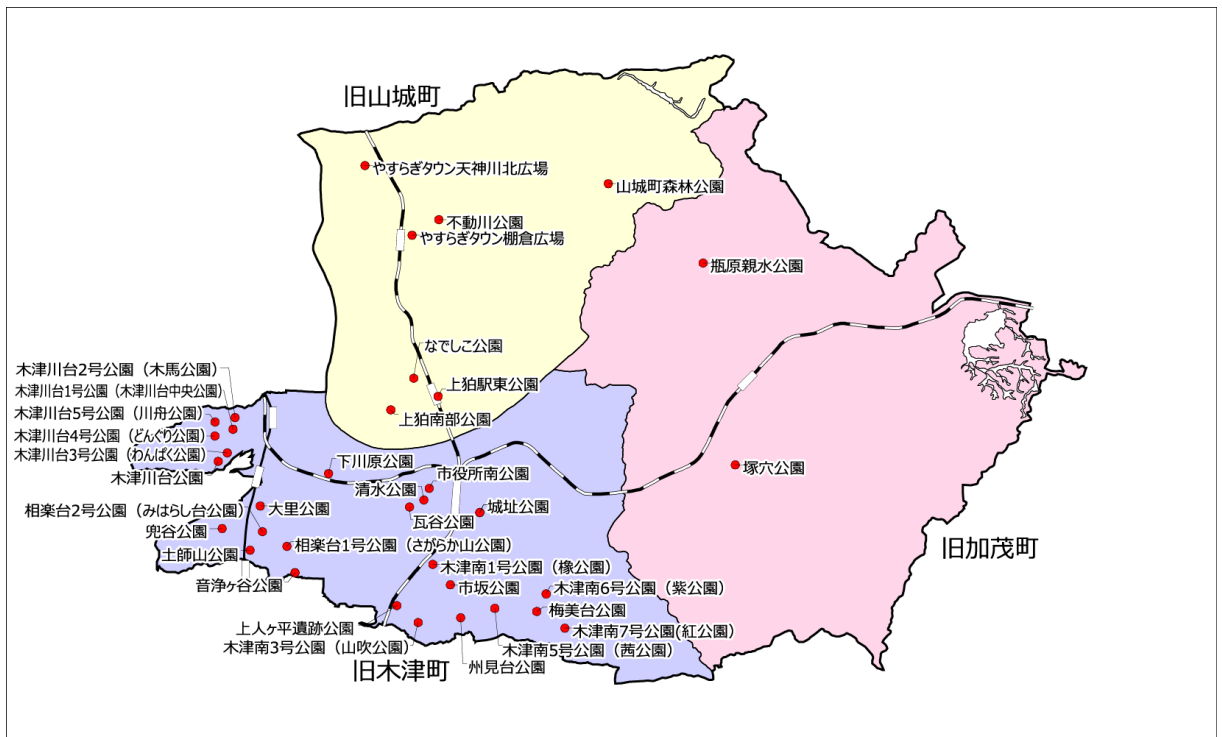 旧山城町
やすらぎタウン天神川北広場
山城町森林公園
不動川公園
やすらぎタウン棚倉広場
瓶原親水公園
なでしこ公園
木津川台2号公園（木馬公園）
木津川台1号公園（木津川台中央公園）
上狛駅東公園
木津川台5号公園（川舟公園）
上狛南部公園
木津川台4号公園（どんぐり公園）
木津川台3号公園（わんぱく公園）
下川原公園
塚穴公園
木津川台公園
市役所南公園
清水公園
相楽台2号公園（みはらし台公園）
大里公園
城址公園
瓦谷公園
兜谷公園
相楽台1号公園（さがらか山公園）
旧加茂町
土師山公園
木津南1号公園（橡公園）
音浄ヶ谷公園
市坂公園
木津南6号公園（紫公園）
梅美台公園
上人ヶ平遺跡公園
木津南7号公園(紅公園)
木津南3号公園（山吹公園）
木津南5号公園（茜公園）
旧木津町
州見台公園